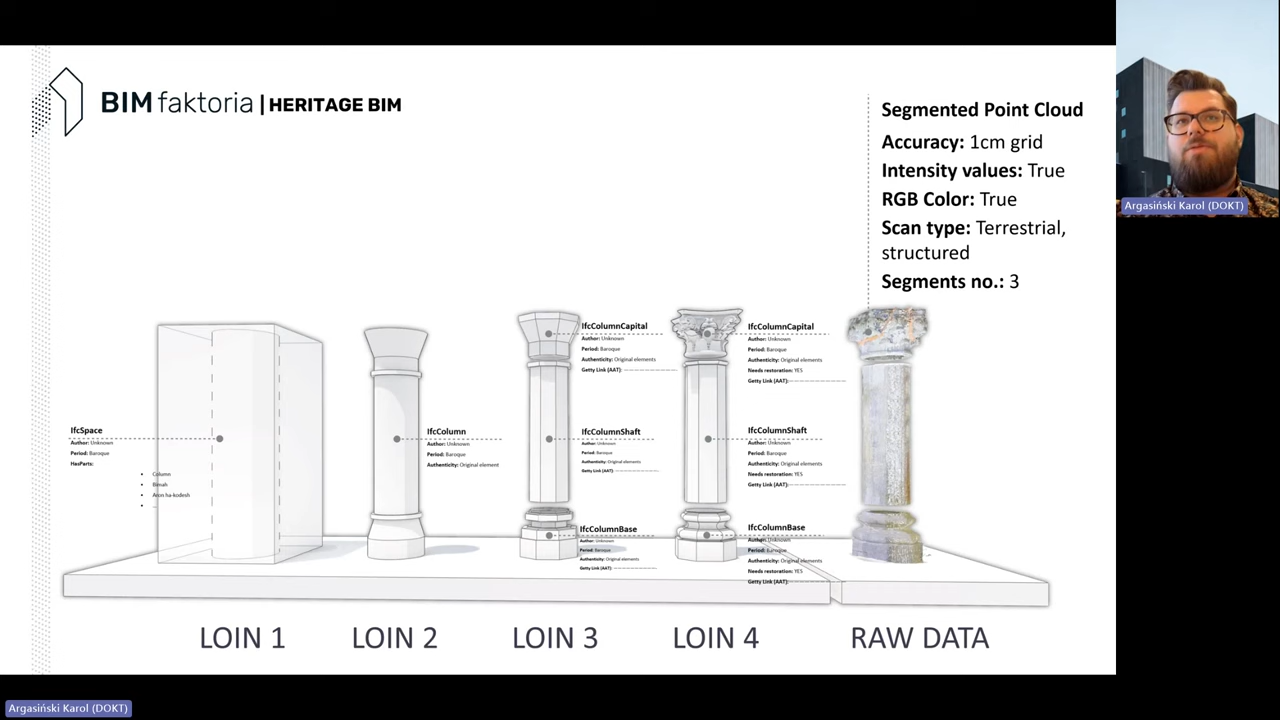 BIMfaktoria | HERITAGE BIM
Segmented Point Cloud
Accuracy: 1cm grid
Intensity values: True
RGB Color: True
Scan type: Terrestrial,
structured
Segments no.: 3
Argasiński Karol (DOKT)
IfcSpace
Author: Unknown
Period: Baroque
HasParts:
• Column
• Bimah
• Aron ha-kodesh
• ...
IfcColumn
Author: Unknown
Period: Baroque
Authenticity: Original element
IfcColumnCapital
Author: Unknown
Period: Baroque
Authenticity: Original elements
Getty Link (AAT):
IfcColumnShaft
Author: Unknown
Period: Baroque
Authenticity: Original elements
Getty Link (AAT):
IfcColumnBase
Author: Unknown
Period: Baroque
Authenticity: Original elements
Getty Link (AAT):
IfcColumnCapital
Author: Unknown
Period: Baroque
Authenticity: Original elements
Needs restoration: YES
Getty Link (AAT):
IfcColumnShaft
Author: Unknown
Period: Baroque
Authenticity: Original elements
Needs restoration: YES
Getty Link (AAT):
IfcColumnBase
Author: Unknown
Period: Baroque
Authenticity: Original elements
Needs restoration: YES
Getty Link (AAT):
LOIN 1
LOIN 2
LOIN 3
LOIN 4
RAW DATA
Argasiński Karol (DOKT)